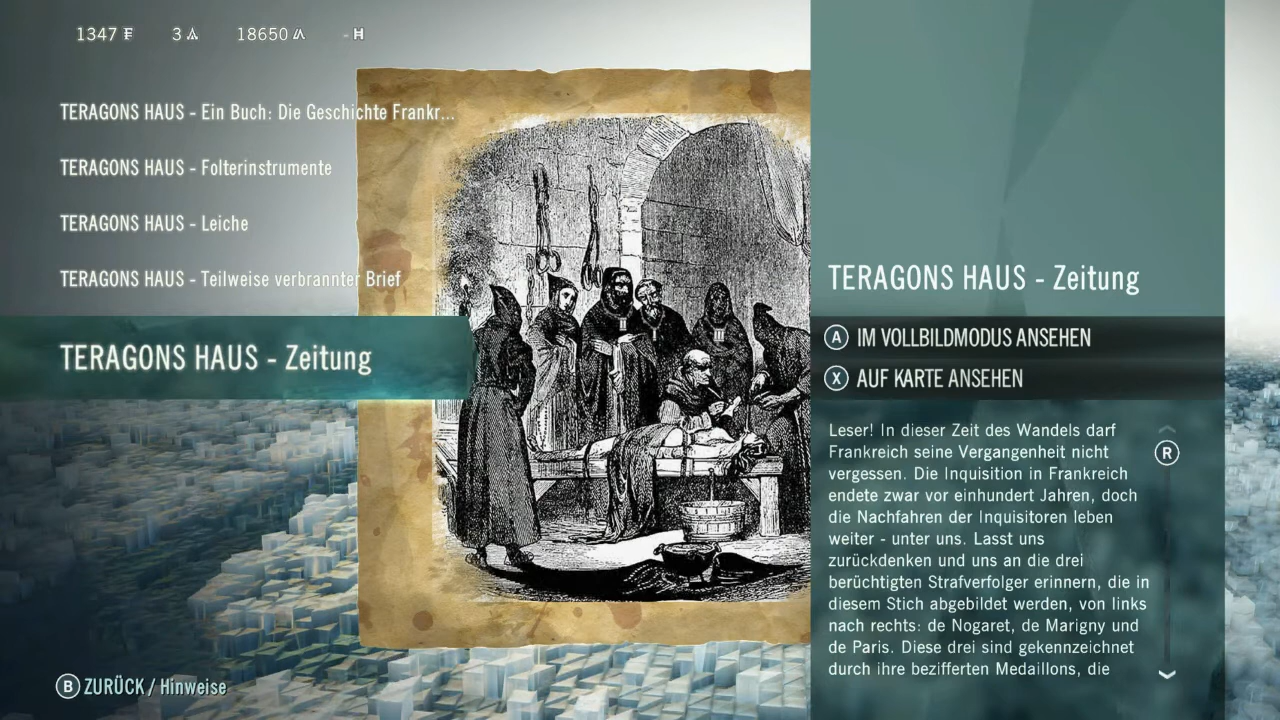 1347 3 18650 -
TERAGONS HAUS - Ein Buch: Die Geschichte Frankr...
TERAGONS HAUS - Folterinstrumente
TERAGONS HAUS - Leiche
TERAGONS HAUS - Teilweise verbrannter Brief
TERAGONS HAUS - Zeitung
B ZURÜCK / Hinweise
TERAGONS HAUS - Zeitung
A IM VOLLBILDMODUS ANSEHEN
X AUF KARTE ANSEHEN
Leser! In dieser Zeit des Wandels darf
Frankreich seine Vergangenheit nicht
vergessen. Die Inquisition in Frankreich
endete zwar vor einhundert Jahren, doch
die Nachfahren der Inquisitoren leben
weiter - unter uns. Lasst uns
zurückdenken und uns an die drei
berüchtigten Strafverfolger erinnern, die in
diesem Stich abgebildet werden, von links
nach rechts: de Nogaret, de Marigny und
de Paris. Diese drei sind gekennzeichnet
durch ihre bezifferten Medaillons, die
R